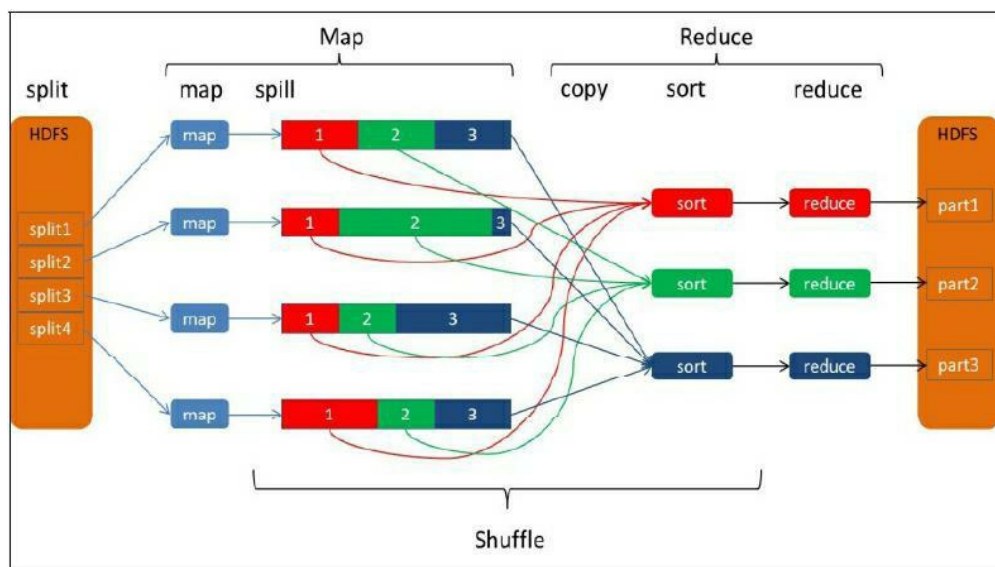 Map
Reduce
split
map
spill
copy
sort
reduce
HDFS
HDFS
map
1
2
3
split1
split2
split3
split4
map
1
2
3
map
1
2
3
map
1
2
3
sort
reduce
part1
sort
reduce
part2
sort
reduce
part3
Shuffle